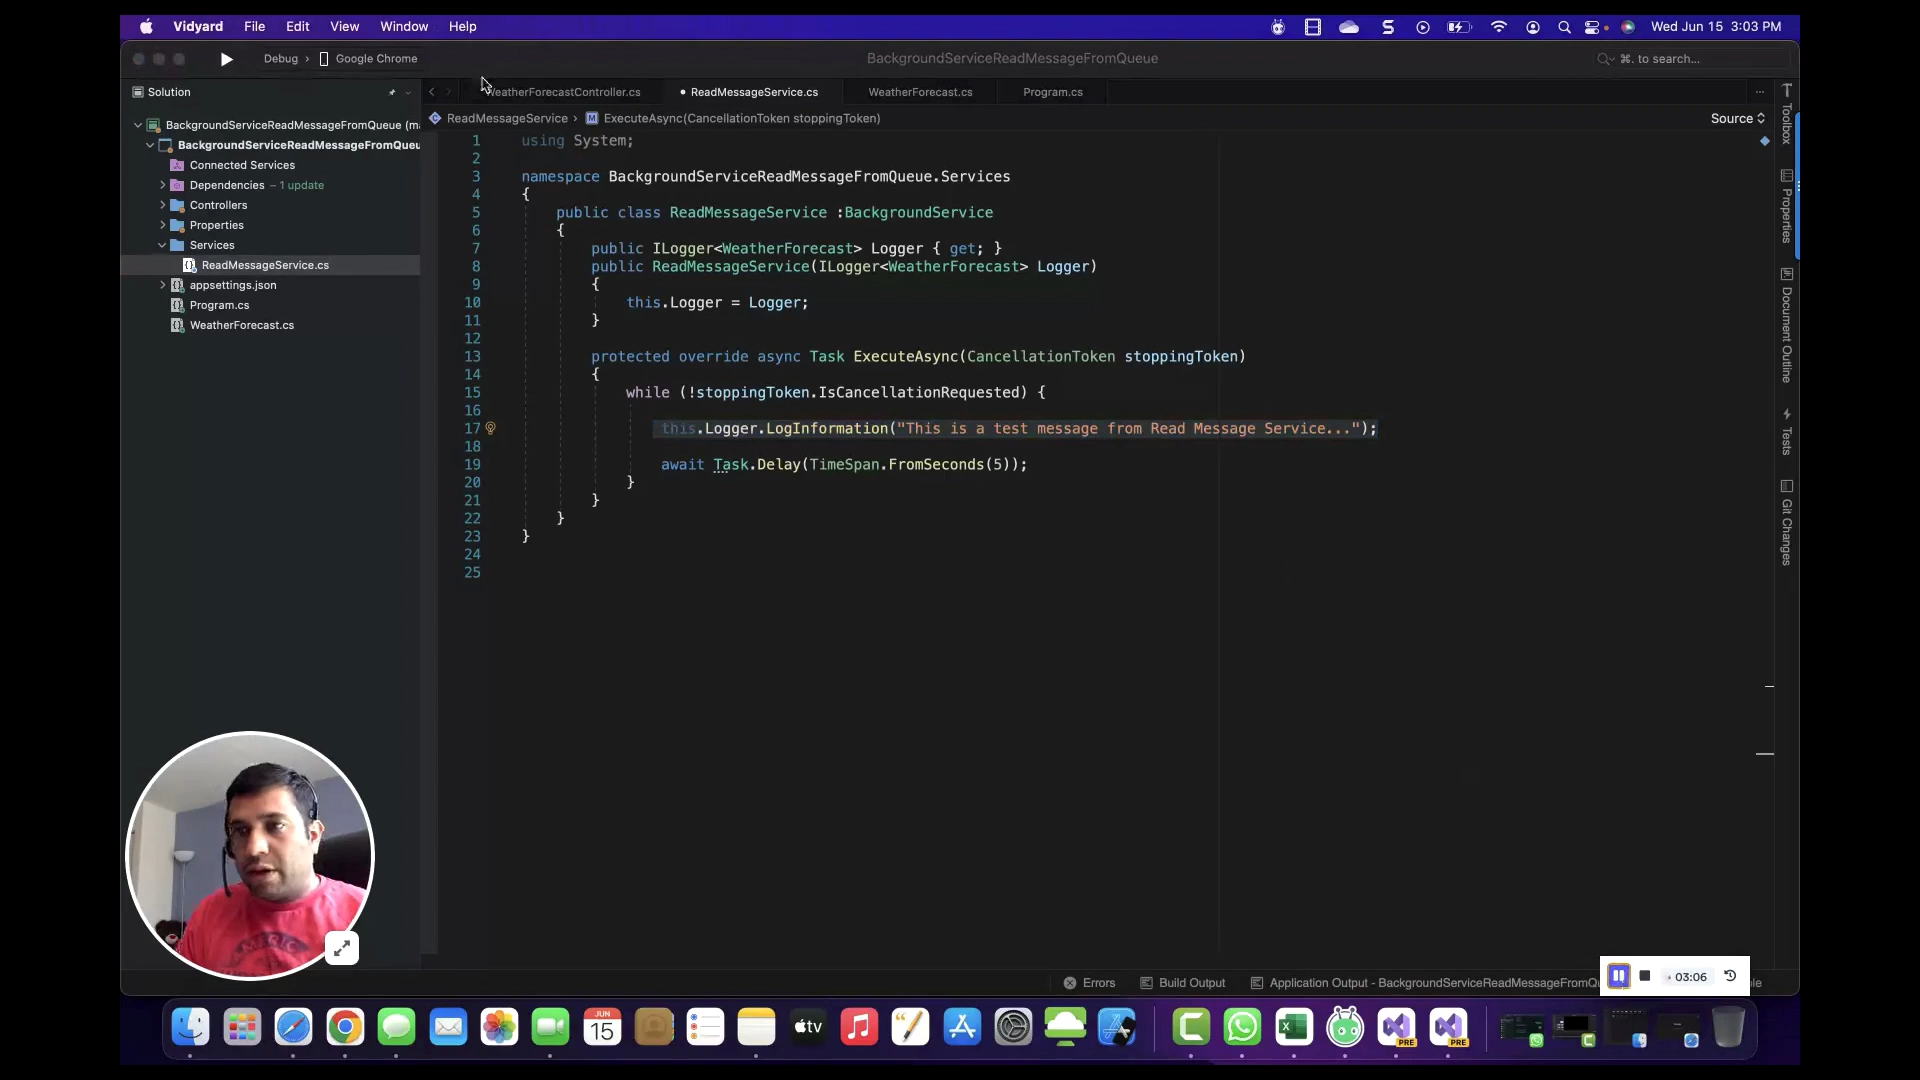 Vidyard File Edit View Window Help
Wed Jun 15 3:03 PM
Debug › Google Chrome
BackgroundServiceReadMessageFromQueue
⌘. to search...
Solution
WeatherForecastController.cs
• ReadMessageService.cs
WeatherForecast.cs
Program.cs
ReadMessageService › M ExecuteAsync(CancellationToken stoppingToken)
Source
BackgroundServiceReadMessageFromQueue (ma
BackgroundServiceReadMessageFromQueu
Connected Services
Dependencies – 1 update
Controllers
Properties
Services
ReadMessageService.cs
appsettings.json
Program.cs
WeatherForecast.cs
1 using System;
2
3 namespace BackgroundServiceReadMessageFromQueue.Services
4 {
5 public class ReadMessageService :BackgroundService
6 {
7 public ILogger<WeatherForecast> Logger { get; }
8 public ReadMessageService(ILogger<WeatherForecast> Logger)
9 {
10 this.Logger = Logger;
11 }
12
13 protected override async Task ExecuteAsync(CancellationToken stoppingToken)
14 {
15 while (!stoppingToken.IsCancellationRequested) {
16
17 this.Logger.LogInformation("This is a test message from Read Message Service...");
18
19 await Task.Delay(TimeSpan.FromSeconds(5));
20 }
21 }
22 }
23 }
24
25
Toolbox
Properties
Document Outline
Tests
Git Changes
Errors
Build Output
Application Output - BackgroundServiceReadMessageFromQu
03:06
JUN
15
tv
PRE
PRE